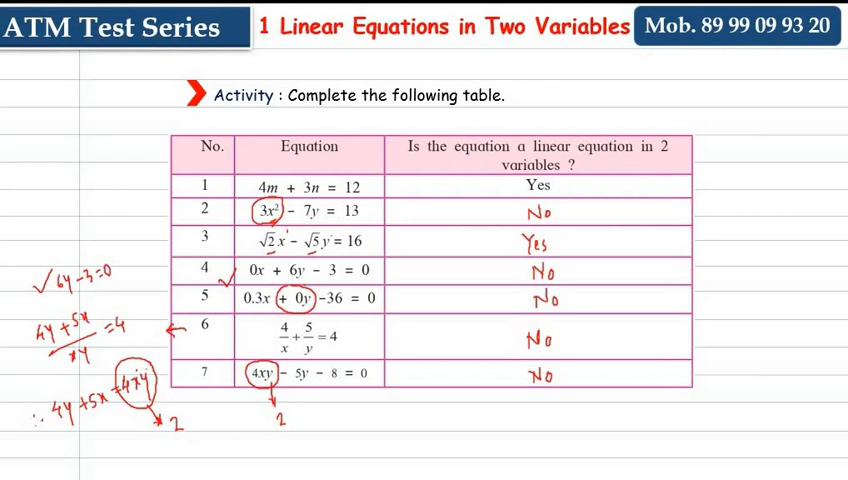 ATM Test Series
1 Linear Equations in Two Variables
Mob. 89 99 09 93 20
Activity : Complete the following table.
No. Equation Is the equation a linear equation in 2 variables ?
1 4m + 3n = 12 Yes
2 3x² - 7y = 13 No
3 √2x - √5y = 16 Yes
4 0x + 6y - 3 = 0 No
5 0.3x + 0y -36 = 0 No
6 4/x + 5/y = 4 No
7 4xy - 5y - 8 = 0 No
2
✓ 6y - 3 = 0
(4y + 5x)/xy = 4
∴ 4y + 5x = 4xy
2